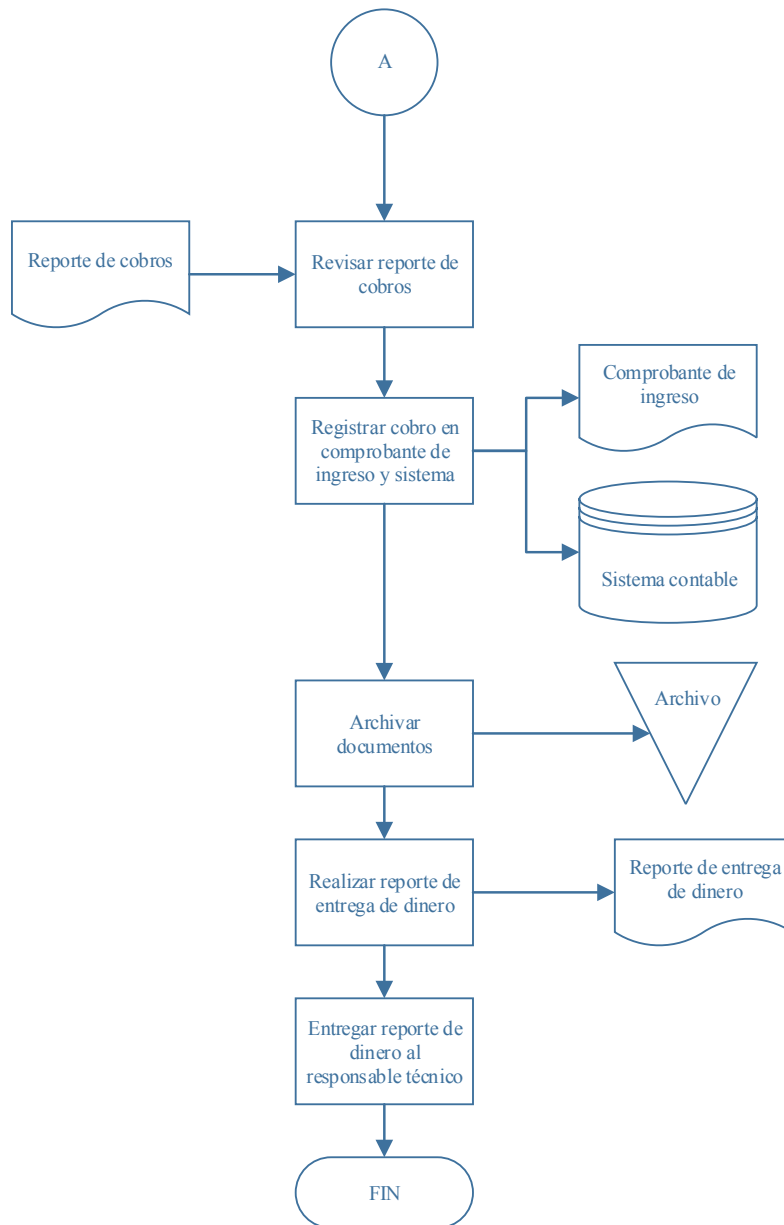 A
Reporte de cobros
Revisar reporte de
cobros
Comprobante de
ingreso
Registrar cobro en
comprobante de
ingreso y sistema
Sistema contable
Archivar
documentos
Archivo
Realizar reporte de
entrega de dinero
Reporte de entrega
de dinero
Entregar reporte de
dinero al
responsable técnico
FIN